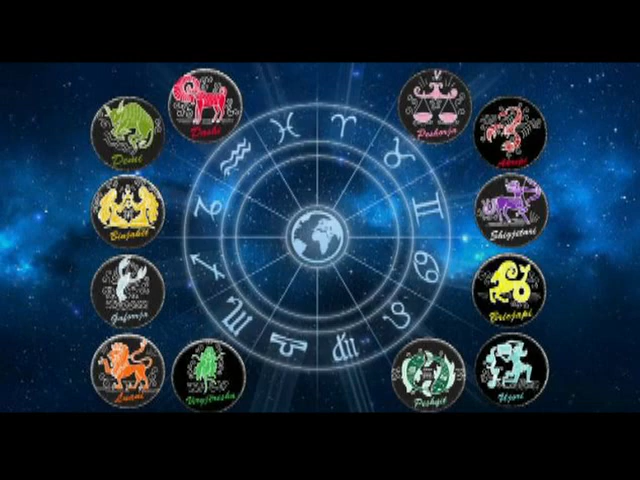 Dashi
Demi
Binjakët
Gaforrja
Luani
Virgjëresha
Peshorja
Akrepi
Shigjetari
Bricjapi
Ujori
Peshqit